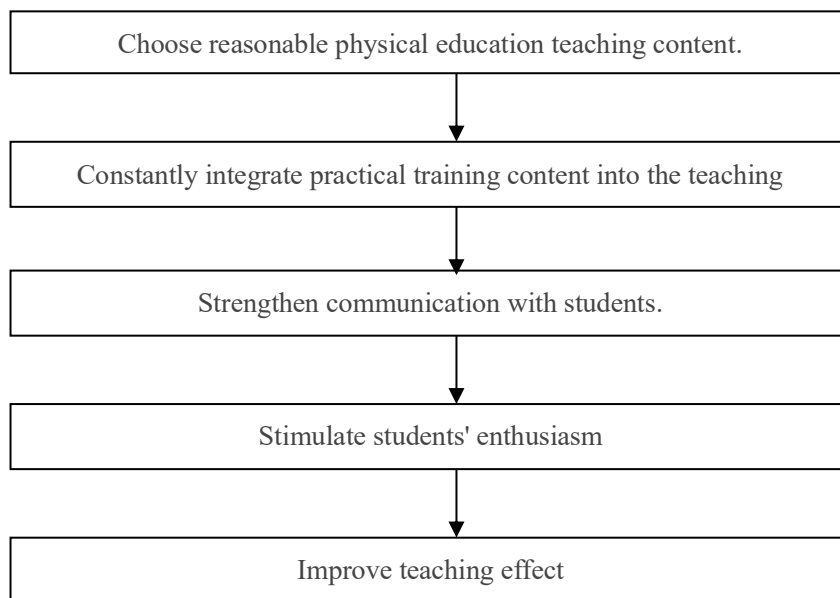 Choose reasonable physical education teaching content.
Constantly integrate practical training content into the teaching
Strengthen communication with students.
Stimulate students' enthusiasm
Improve teaching effect